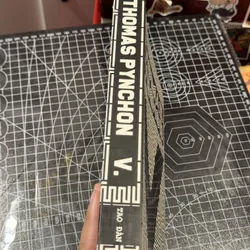 THOMAS PYNCHON
V.
TAO ĐÀN